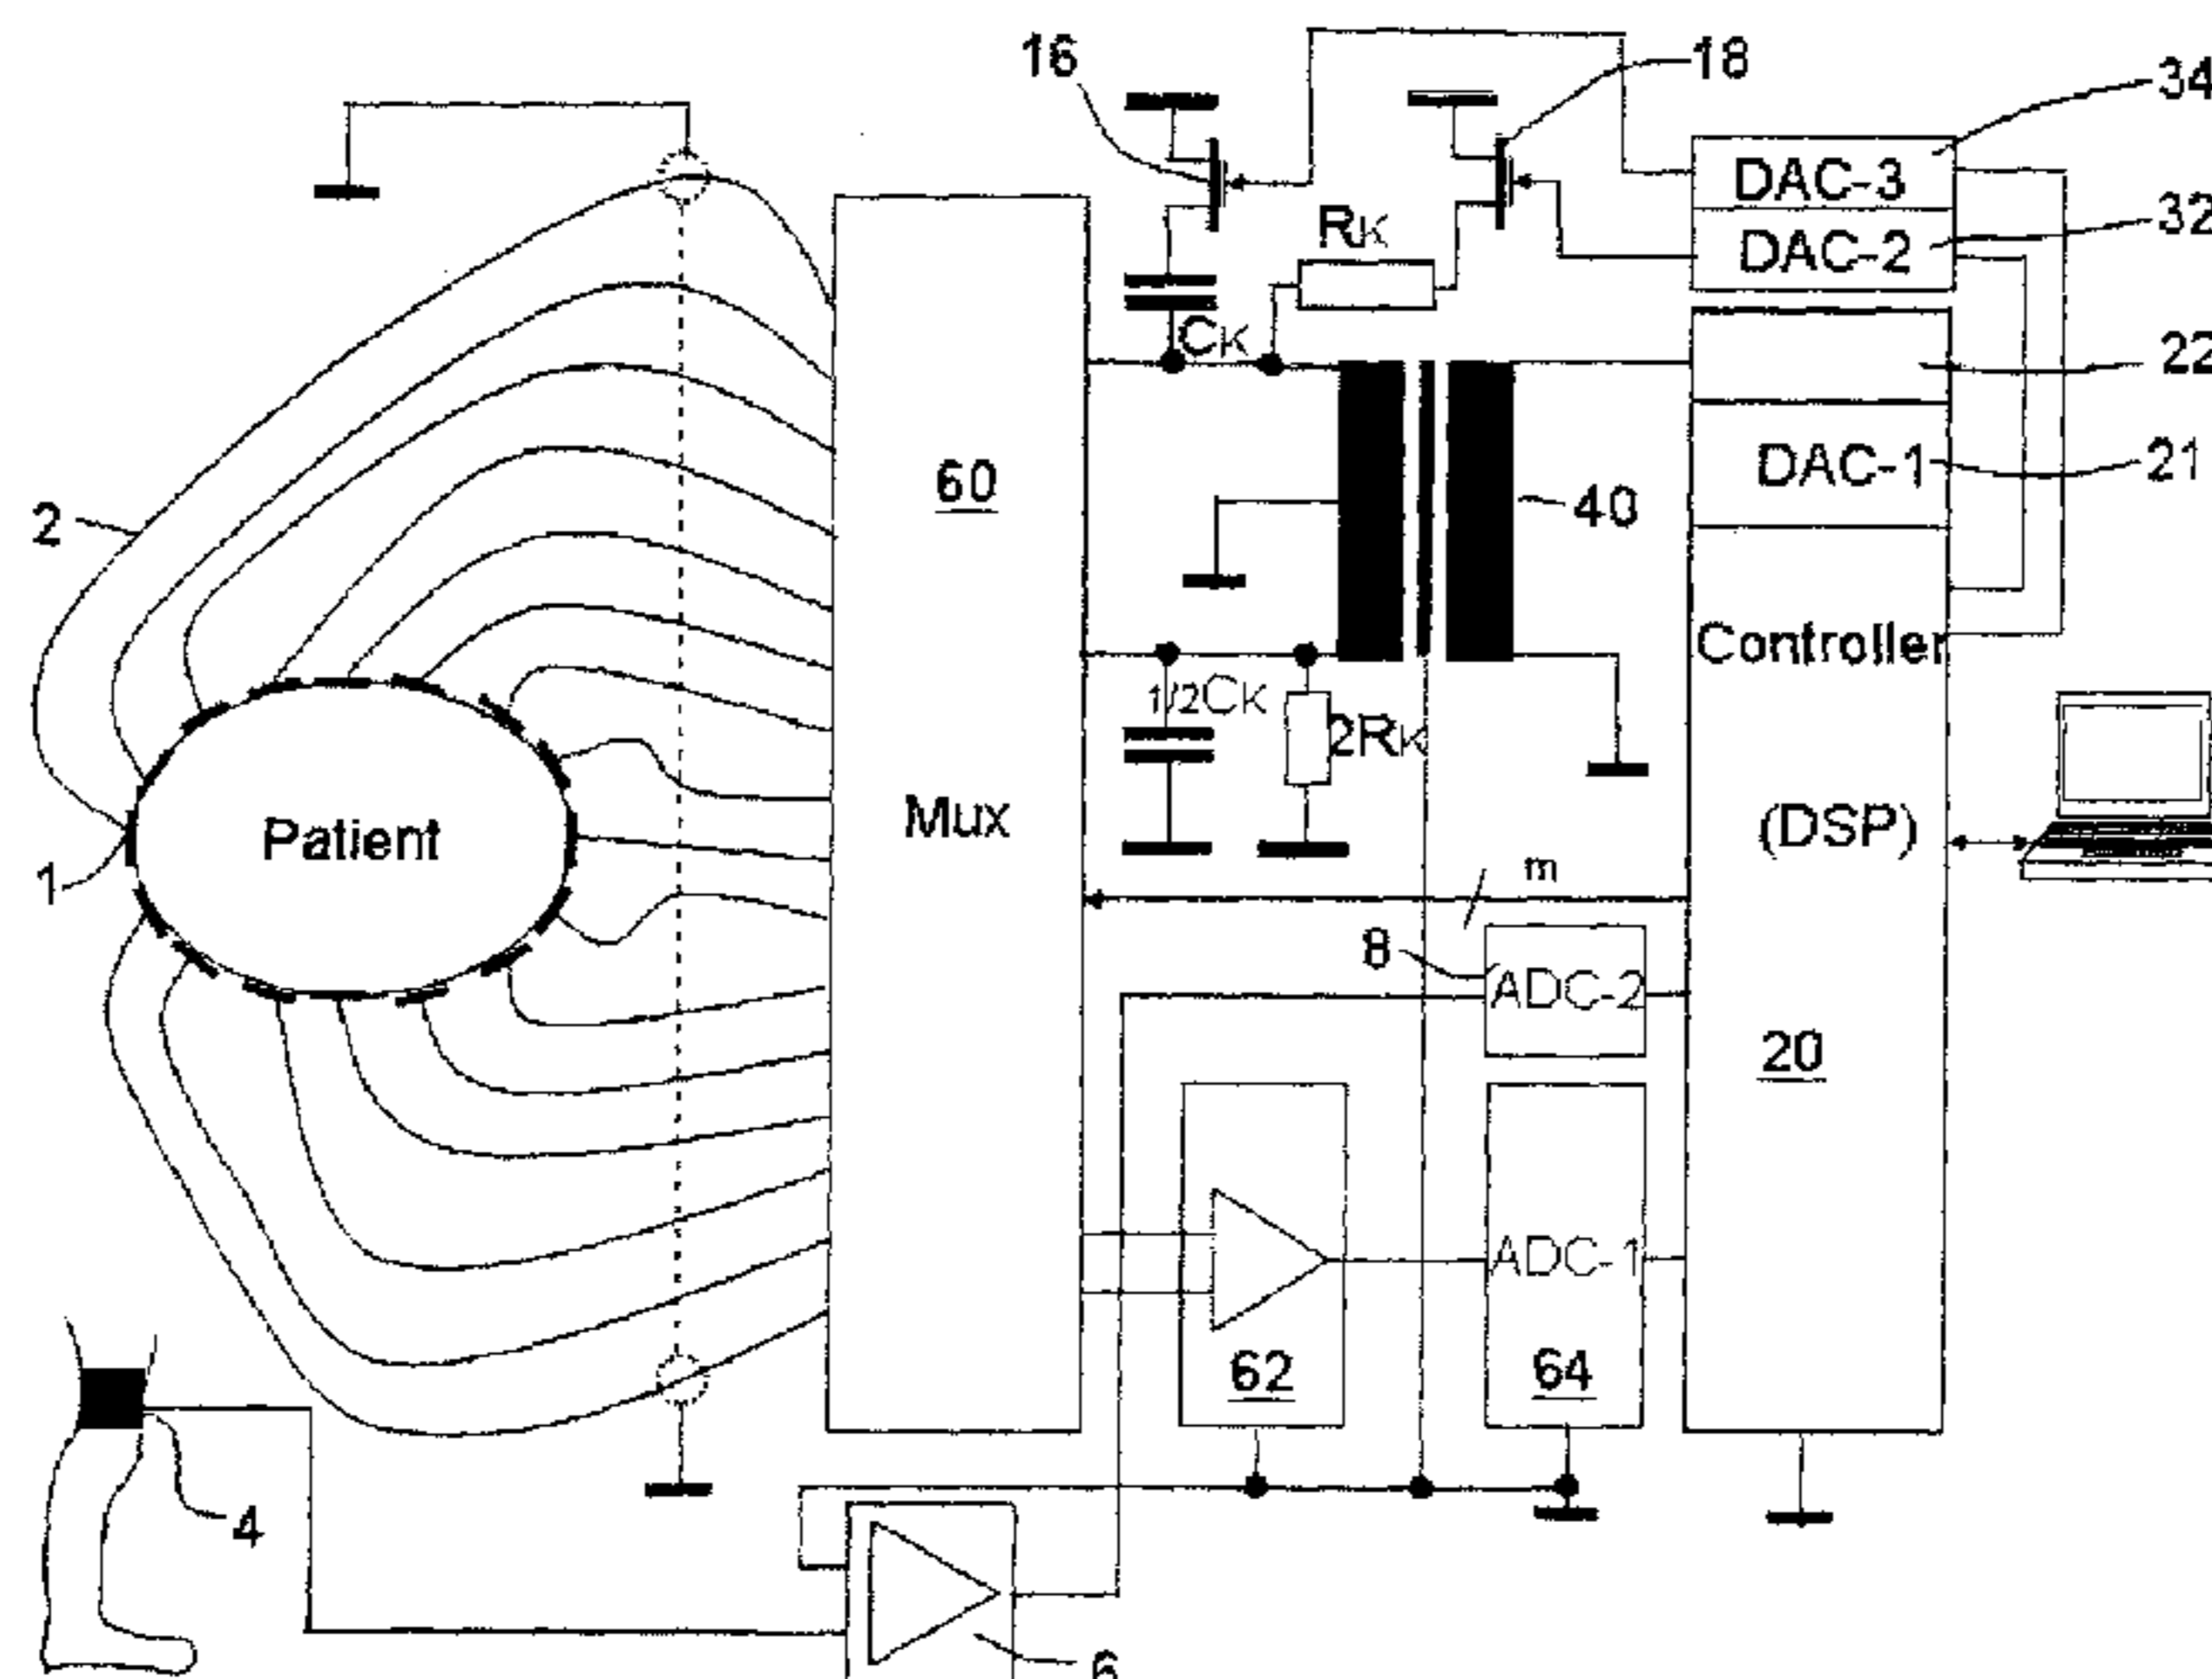 16
18
34
DAC-3
32
DAC-2
RK
CK
22
DAC-1
21
60
40
2
Controller
1/2CK
2RK
Mux
(DSP)
Patient
1
m
8
ADC-2
20
ADC-1
62
64
4
6